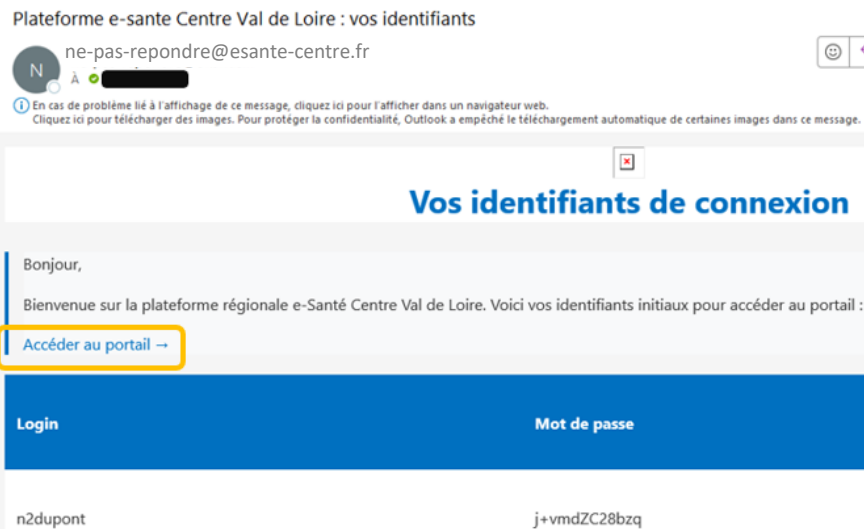 Plateforme e-sante Centre Val de Loire : vos identifiants
ne-pas-repondre@esante-centre.fr
N
À
En cas de problème lié à l'affichage de ce message, cliquez ici pour l'afficher dans un navigateur web.
Cliquez ici pour télécharger des images. Pour protéger la confidentialité, Outlook a empêché le téléchargement automatique de certaines images dans ce message.
Vos identifiants de connexion
Bonjour,
Bienvenue sur la plateforme régionale e-Santé Centre Val de Loire. Voici vos identifiants initiaux pour accéder au portail :
Accéder au portail →
Login Mot de passe
n2dupont j+vmdZC28bzq